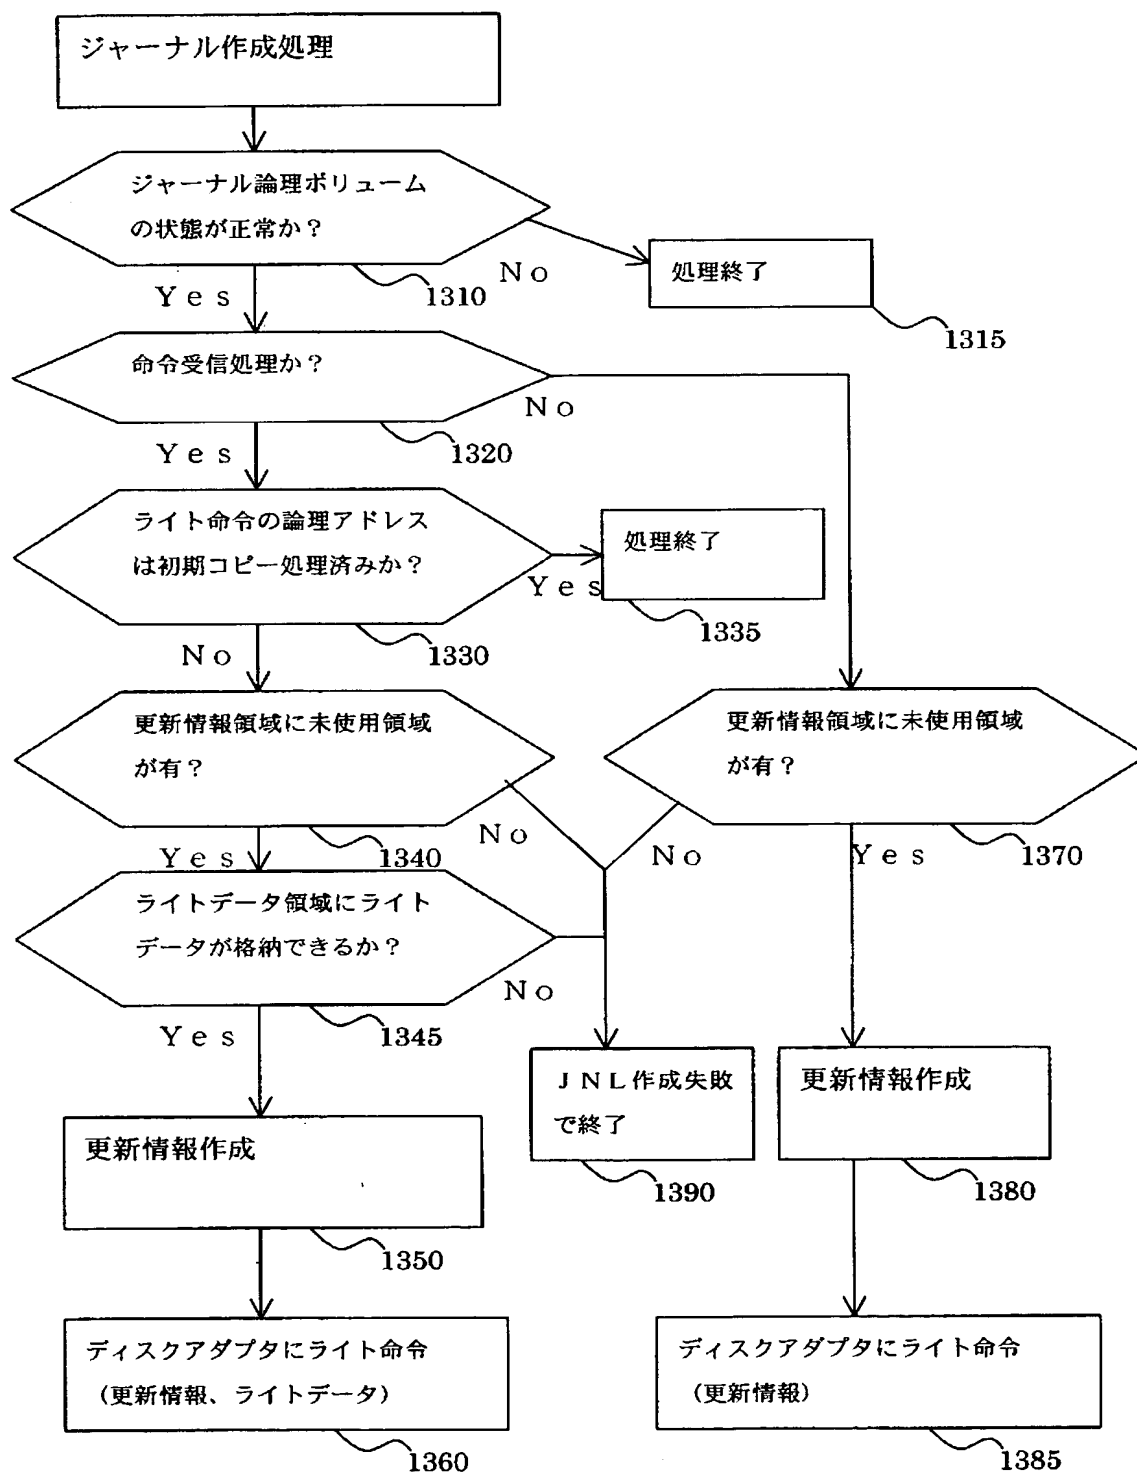 ジャーナル作成処理
ジャーナル論理ボリューム
の状態が正常か？
1310
No
Yes
処理終了
1315
命令受信処理か？
No
1320
Yes
ライト命令の論理アドレス
は初期コピー処理済みか？
Yes
処理終了
1335
1330
No
更新情報領域に未使用領域
が有？
更新情報領域に未使用領域
が有？
No
No
1340
Yes
Yes
1370
ライトデータ領域にライト
データが格納できるか？
No
1345
Yes
JNL作成失敗
で終了
1390
更新情報作成
1380
更新情報作成
1350
ディスクアダプタにライト命令
（更新情報、ライトデータ）
1360
ディスクアダプタにライト命令
（更新情報）
1385